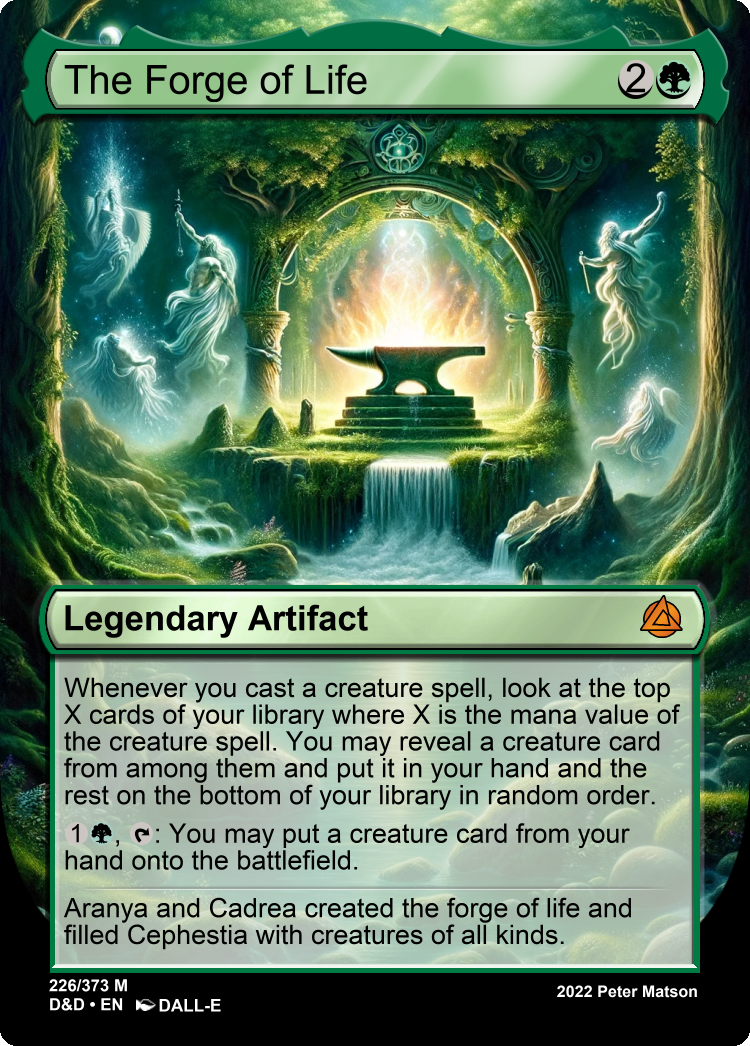 The Forge of Life 2
Legendary Artifact
Whenever you cast a creature spell, look at the top
X cards of your library where X is the mana value of
the creature spell. You may reveal a creature card
from among them and put it in your hand and the
rest on the bottom of your library in random order.
1 , : You may put a creature card from your
hand onto the battlefield.
Aranya and Cadrea created the forge of life and
filled Cephestia with creatures of all kinds.
226/373 M
D&D • EN DALL-E
2022 Peter Matson